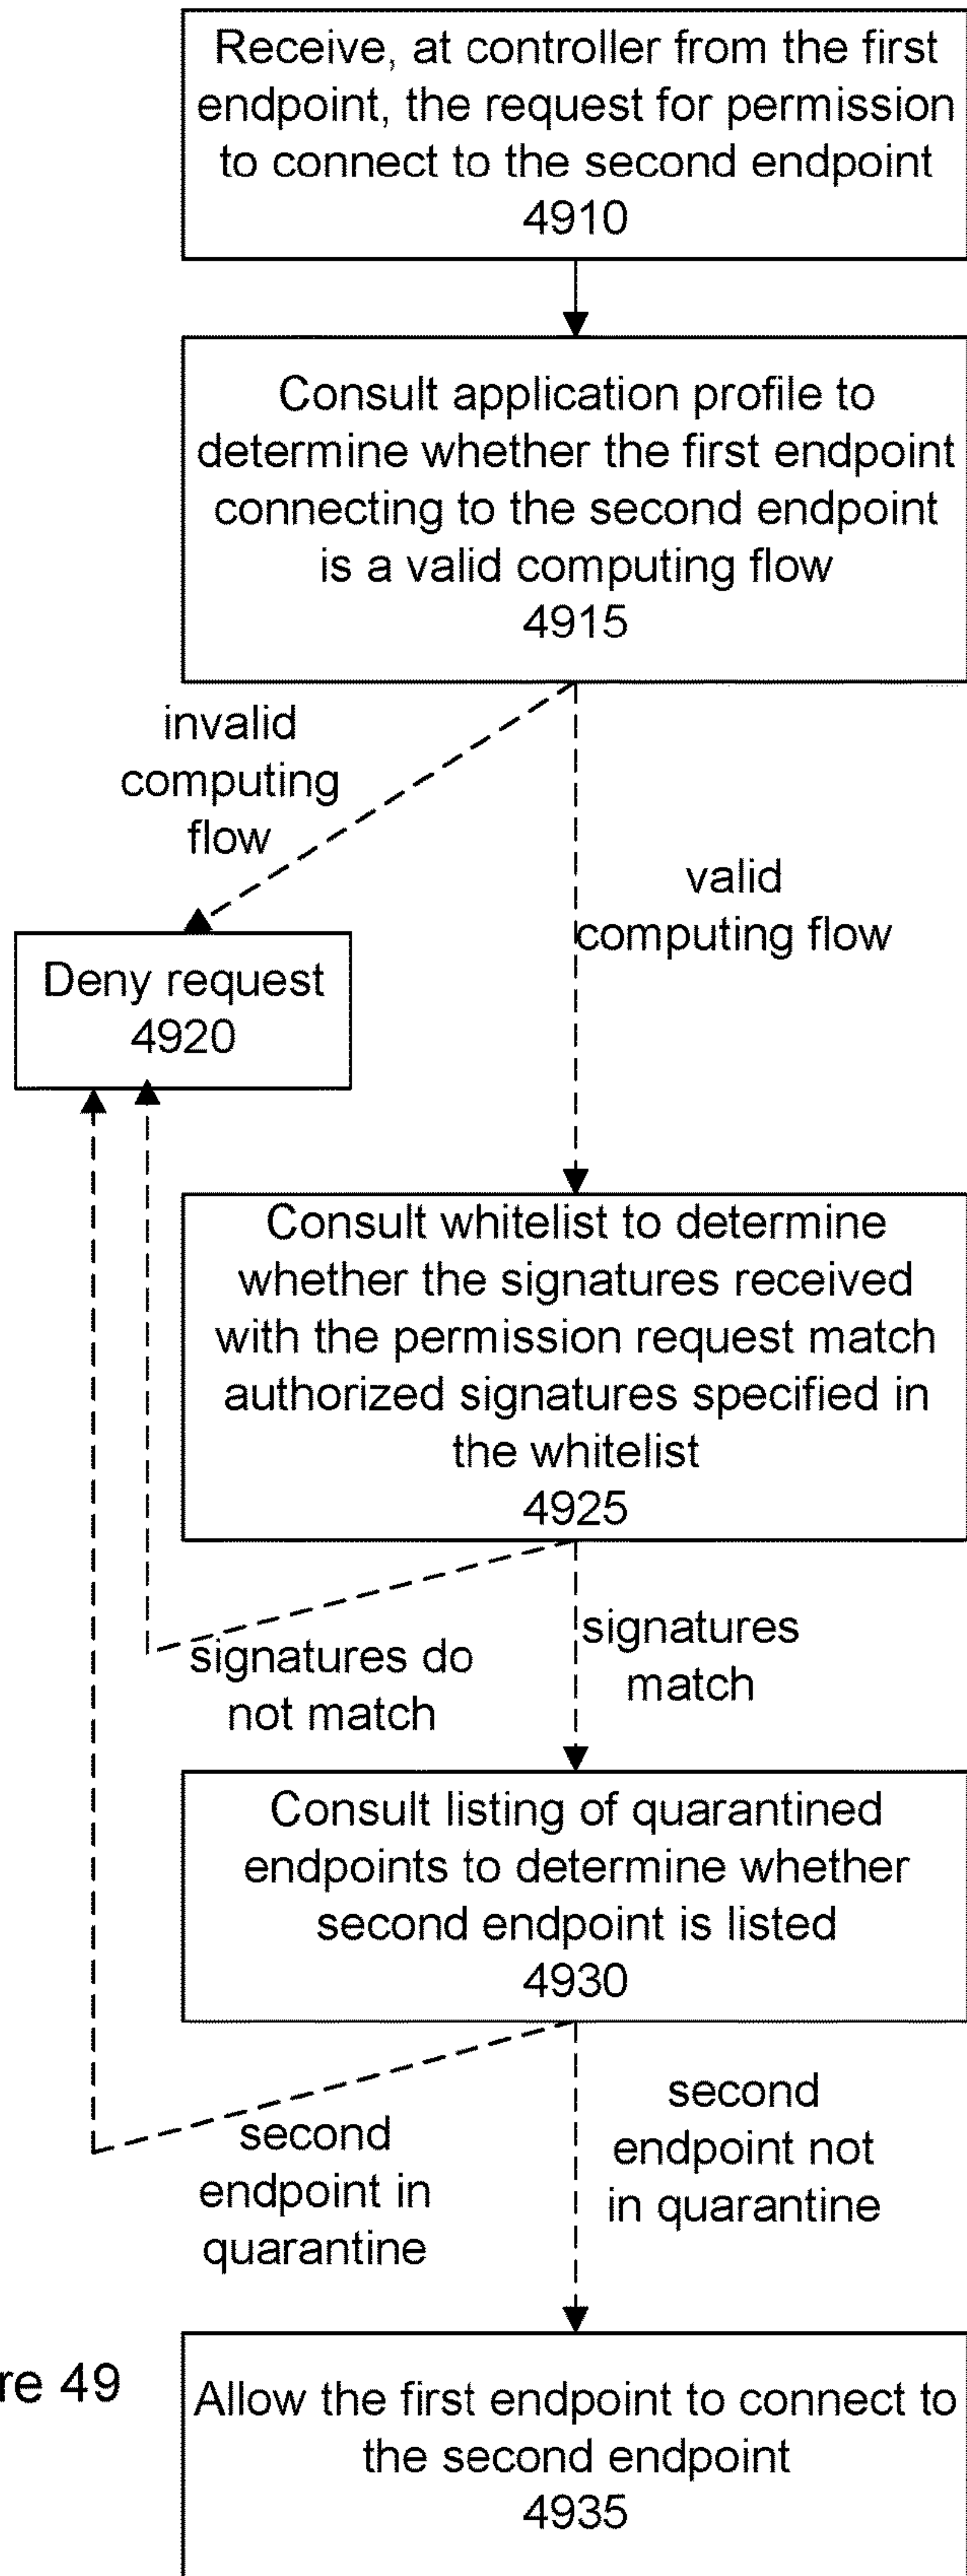 Receive, at controller from the first
endpoint, the request for permission
to connect to the second endpoint
4910
Consult application profile to
determine whether the first endpoint
connecting to the second endpoint
is a valid computing flow
4915
invalid
computing
flow
valid
computing flow
Deny request
4920
Consult whitelist to determine
whether the signatures received
with the permission request match
authorized signatures specified in
the whitelist
4925
signatures do
not match
signatures
match
Consult listing of quarantined
endpoints to determine whether
second endpoint is listed
4930
second
endpoint in
quarantine
second
endpoint not
in quarantine
re 49
Allow the first endpoint to connect to
the second endpoint
4935